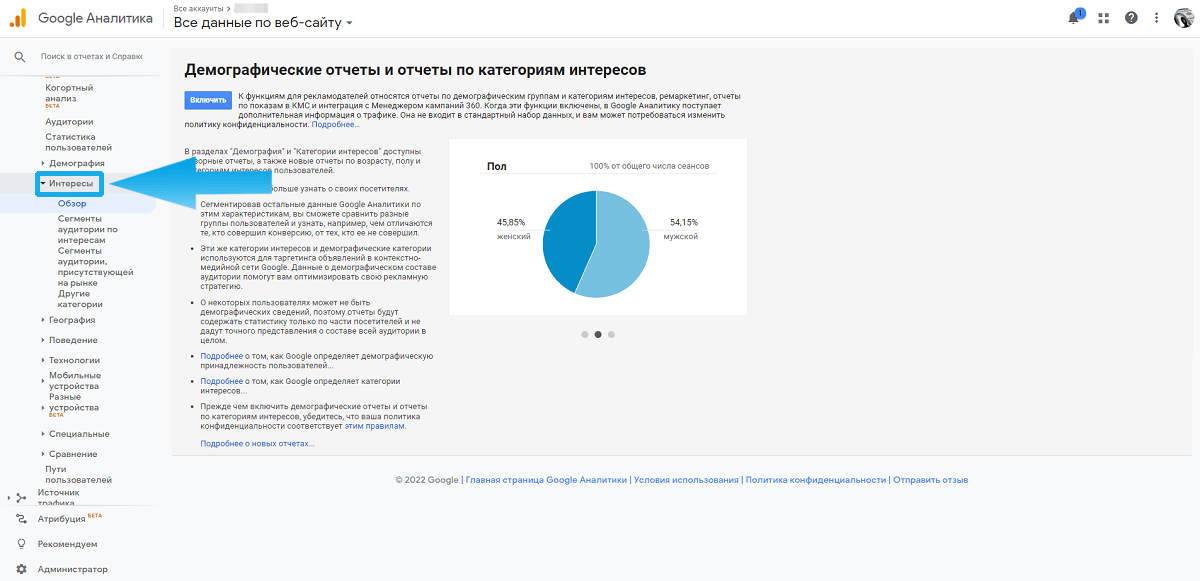 Google Аналитика
Все аккаунты >
Все данные по веб-сайту
1
Поиск в отчетах и Справке
Когортный
анализ
БЕТА
Аудитории
Статистика
пользователей
Демография
Интересы
Обзор
Сегменты
аудитории по
интересам
Сегменты
аудитории,
присутствующей
на рынке
Другие
категории
География
Поведение
Технологии
Мобильные
устройства
Разные
устройства
БЕТА
Специальные
Сравнение
Пути
пользователей
Источник
трафика
Атрибуция БЕТА
Рекомендуем
Администратор
Демографические отчеты и отчеты по категориям интересов
Включить
К функциям для рекламодателей относятся отчеты по демографическим группам и категориям интересов, ремаркетинг, отчеты
по показам в КМС и интеграция с Менеджером кампаний 360. Когда эти функции включены, в Google Аналитику поступает
дополнительная информация о трафике. Она не входит в стандартный набор данных, и вам может потребоваться изменить
политику конфиденциальности. Подробнее…
В разделах "Демография" и "Категории интересов" доступны
отчеты, а также новые отчеты по возрасту, полу и
интересов пользователей.
больше узнать о своих посетителях.
Сегментировав остальные данные Google Аналитики по
этим характеристикам, вы сможете сравнить разные
группы пользователей и узнать, например, чем отличаются
те, кто совершил конверсию, от тех, кто ее не совершил.
• Эти же категории интересов и демографические категории
используются для таргетинга объявлений в контекстно-
медийной сети Google. Данные о демографическом составе
аудитории помогут вам оптимизировать свою рекламную
стратегию.
• О некоторых пользователях может не быть
демографических сведений, поэтому отчеты будут
содержать статистику только по части посетителей и не
дадут точного представления о составе всей аудитории в
целом.
• Подробнее о том, как Google определяет демографическую
принадлежность пользователей…
• Подробнее о том, как Google определяет категории
интересов…
• Прежде чем включить демографические отчеты и отчеты
по категориям интересов, убедитесь, что ваша политика
конфиденциальности соответствует этим правилам.
Подробнее о новых отчетах…
Пол
100% от общего числа сеансов
45,85%
женский
54,15%
мужской
© 2022 Google | Главная страница Google Аналитики | Условия использования | Политика конфиденциальности | Отправить отзыв